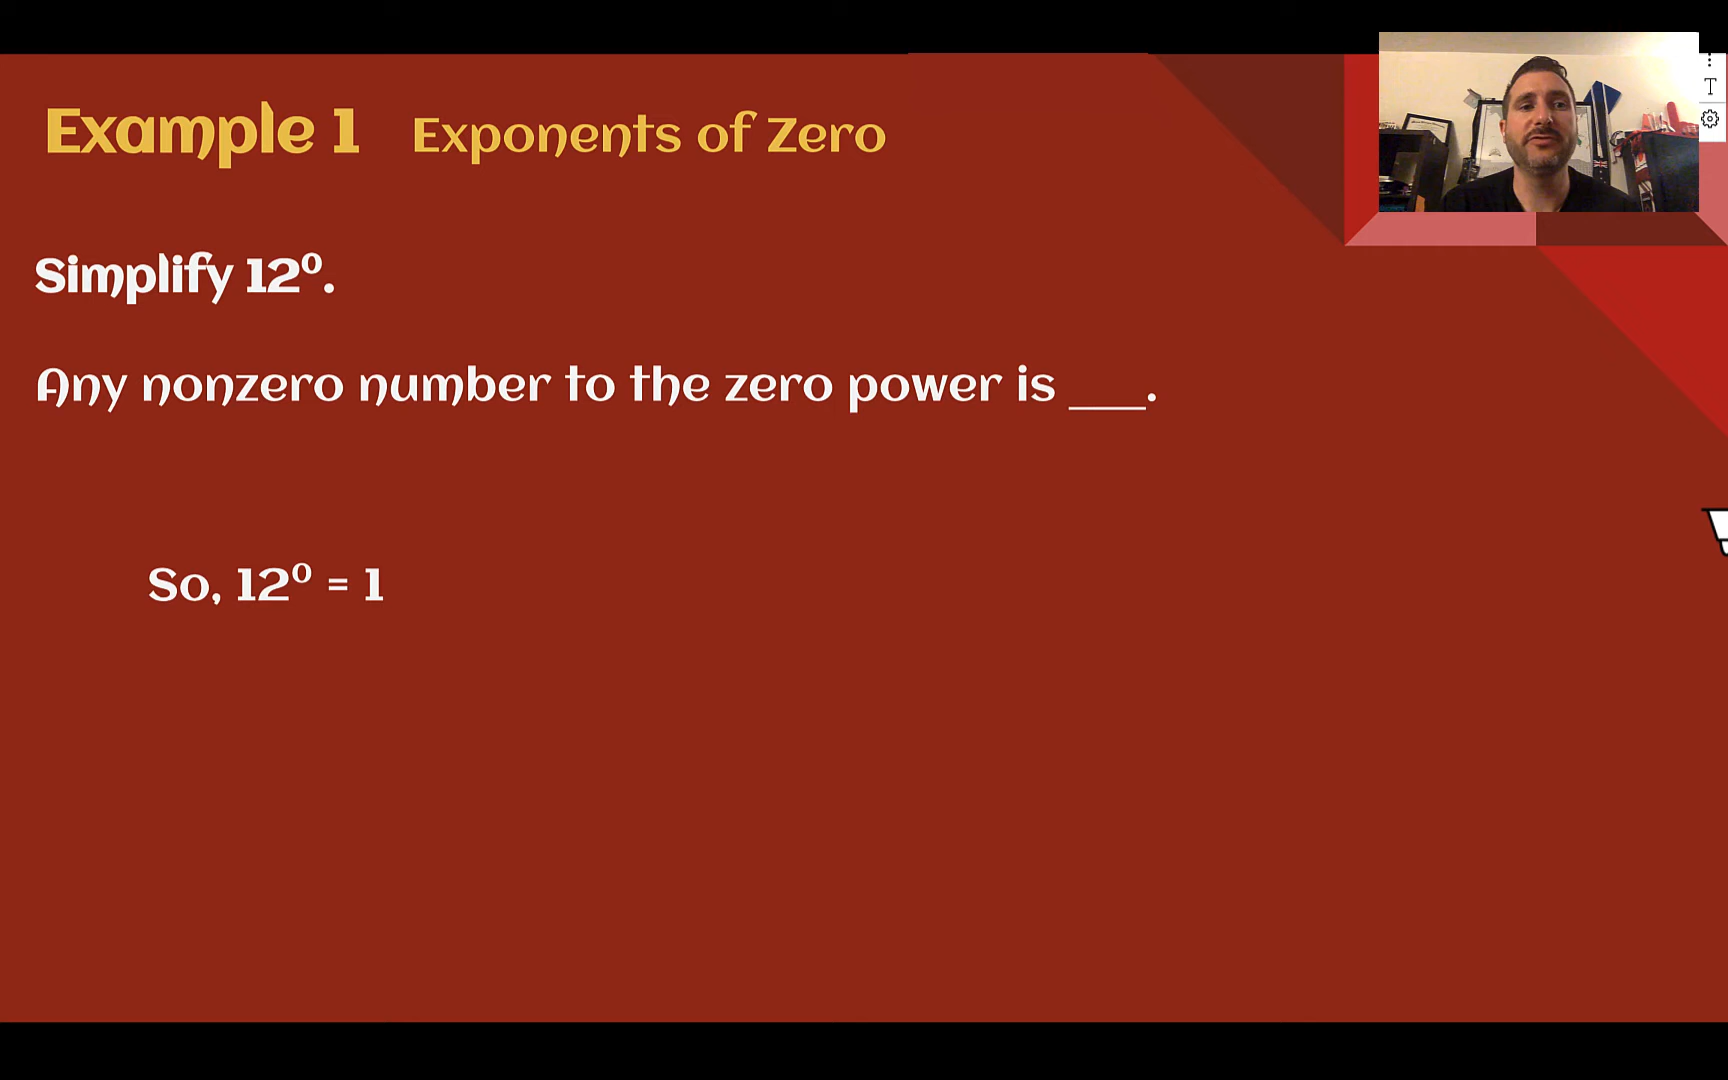 Example 1 Exponents of Zero
Simplify 12⁰.
Any nonzero number to the zero power is ___.
So, 12⁰ = 1
T